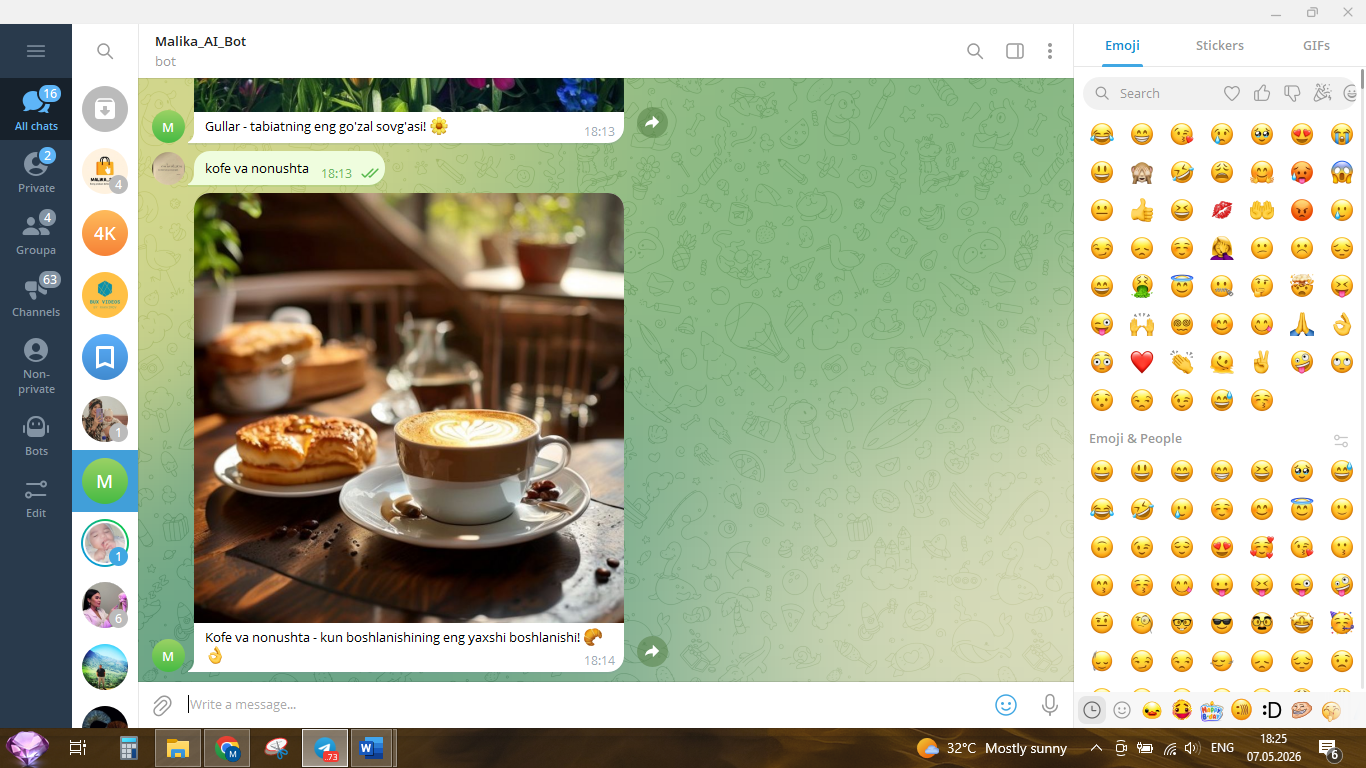 Malika_AI_Bot
bot
16
All chats
2
Private
4
Groupa
63
Channels
Non-
private
Bots
Edit
4
4K
1
M
1
6
M
Gullar - tabiatning eng go'zal sovg'asi! 🌼
18:13
kofe va nonushta
18:13
M
Kofe va nonushta - kun boshlanishining eng yaxshi boshlanishi! 🥐
👌
18:14
Write a message...
Emoji
Stickers
GIFs
Search
Emoji & People
:D
M
..73
W
32°C Mostly sunny
ENG
18:25
07.05.2026
6